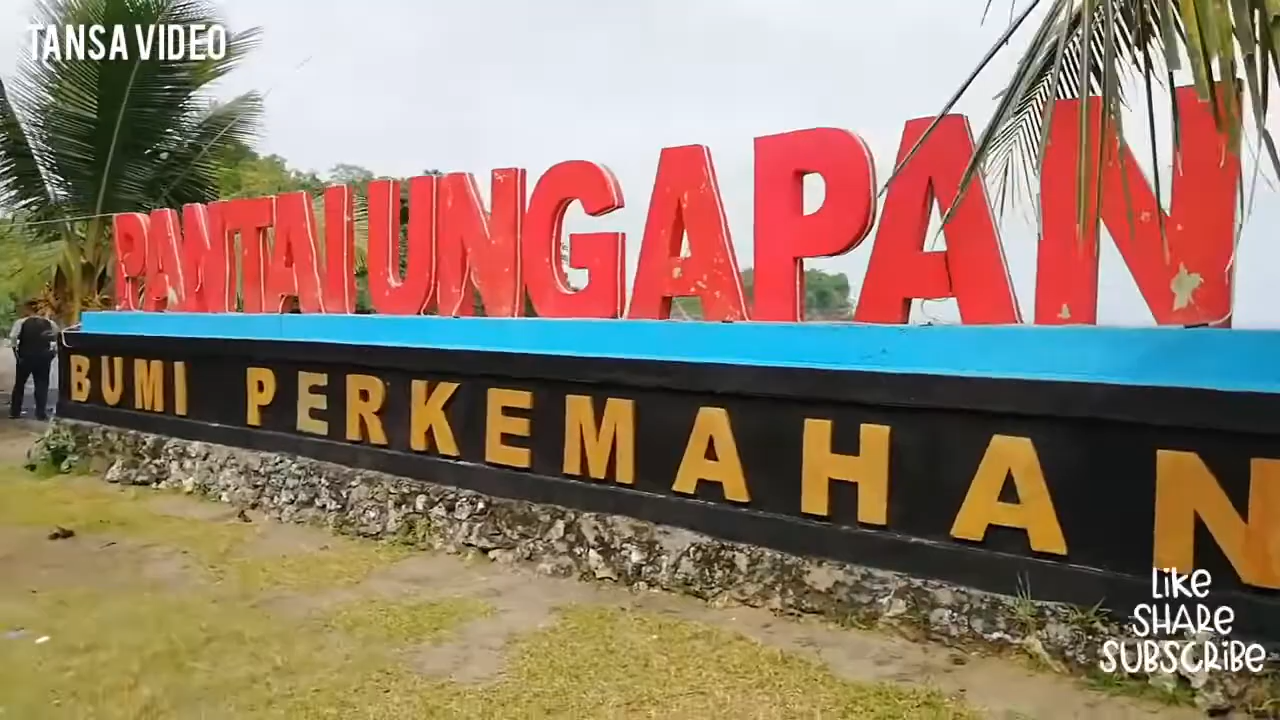 TANSA VIDEO
PANTAI UNGAPAN
BUMI PERKEMAHAN
LIKE
SHARE
SUBSCRIBE